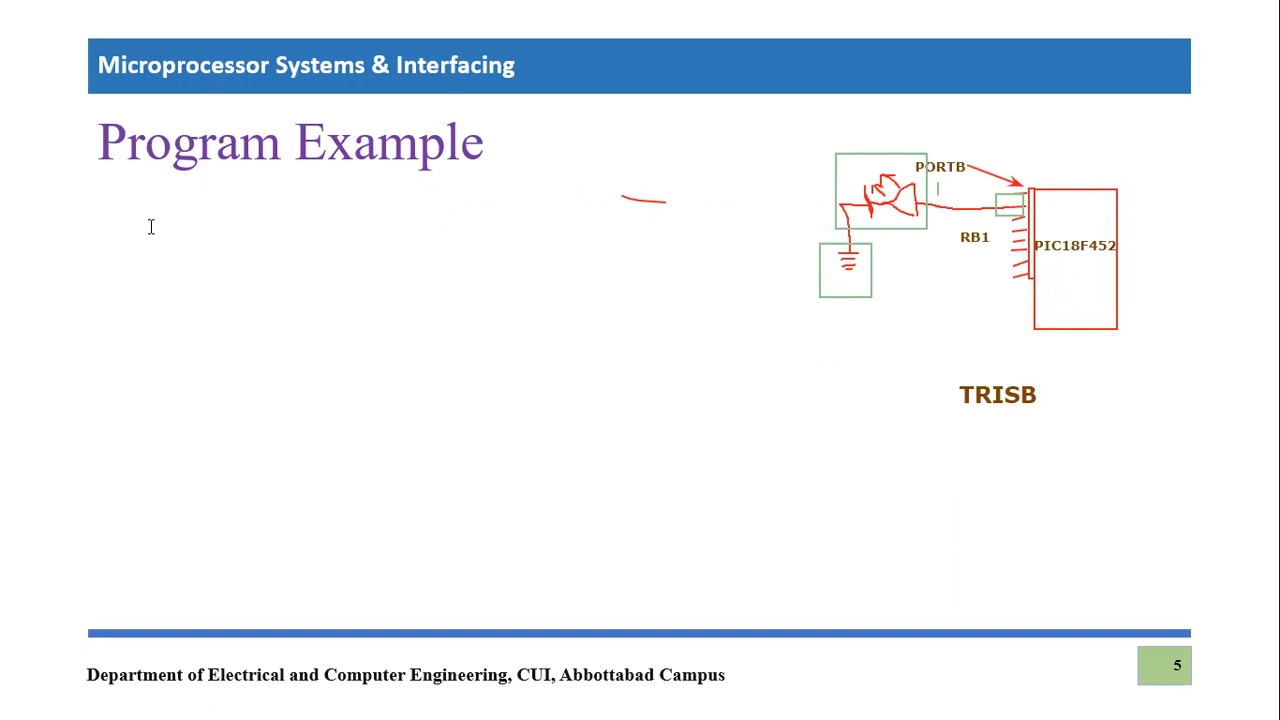 Microprocessor Systems & Interfacing
Program Example
PORTB
RB1
PIC18F452
TRISB
Department of Electrical and Computer Engineering, CUI, Abbottabad Campus
5